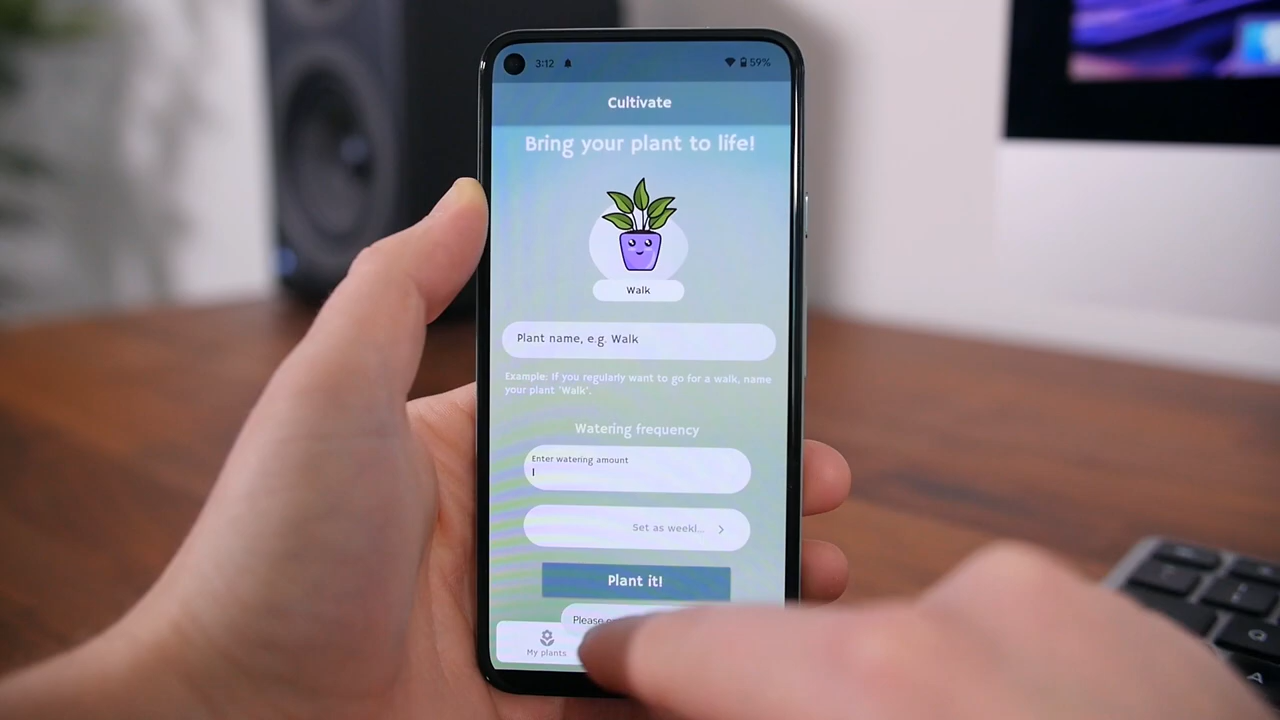 3:12
59%
Cultivate
Bring your plant to life!
Walk
Plant name, e.g. Walk
Example: If you regularly want to go for a walk, name
your plant "Walk".
Watering frequency
Enter watering amount
Set as weekl...
Plant it!
Please
My plants
Q
A